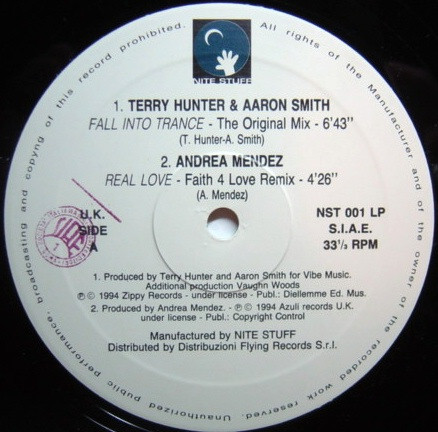 All rights of the Manufacturer and of the owner of the recorded work reserved. Unauthorized public performance, broadcasting and copyng of this record prohibited.
NITE STUFF
1. TERRY HUNTER & AARON SMITH
FALL INTO TRANCE - The Original Mix - 6'43"
(T. Hunter-A. Smith)
2. ANDREA MENDEZ
REAL LOVE - Faith 4 Love Remix - 4'26"
(A. Mendez)
U.K.
SIDE
A
NST 001 LP
S.I.A.E.
33 1/3 RPM
1. Produced by Terry Hunter and Aaron Smith for Vibe Music.
Additional production Vaughn Woods
℗ © 1994 Zippy Records - under license - Publ.: Diellemme Ed. Mus.
2. Produced by Andrea Mendez. - ℗ © 1994 Azuli records U.K.
under license - Publ.: Copyright Control
Manufactured by NITE STUFF
Distributed by Distribuzioni Flying Records S.r.l.